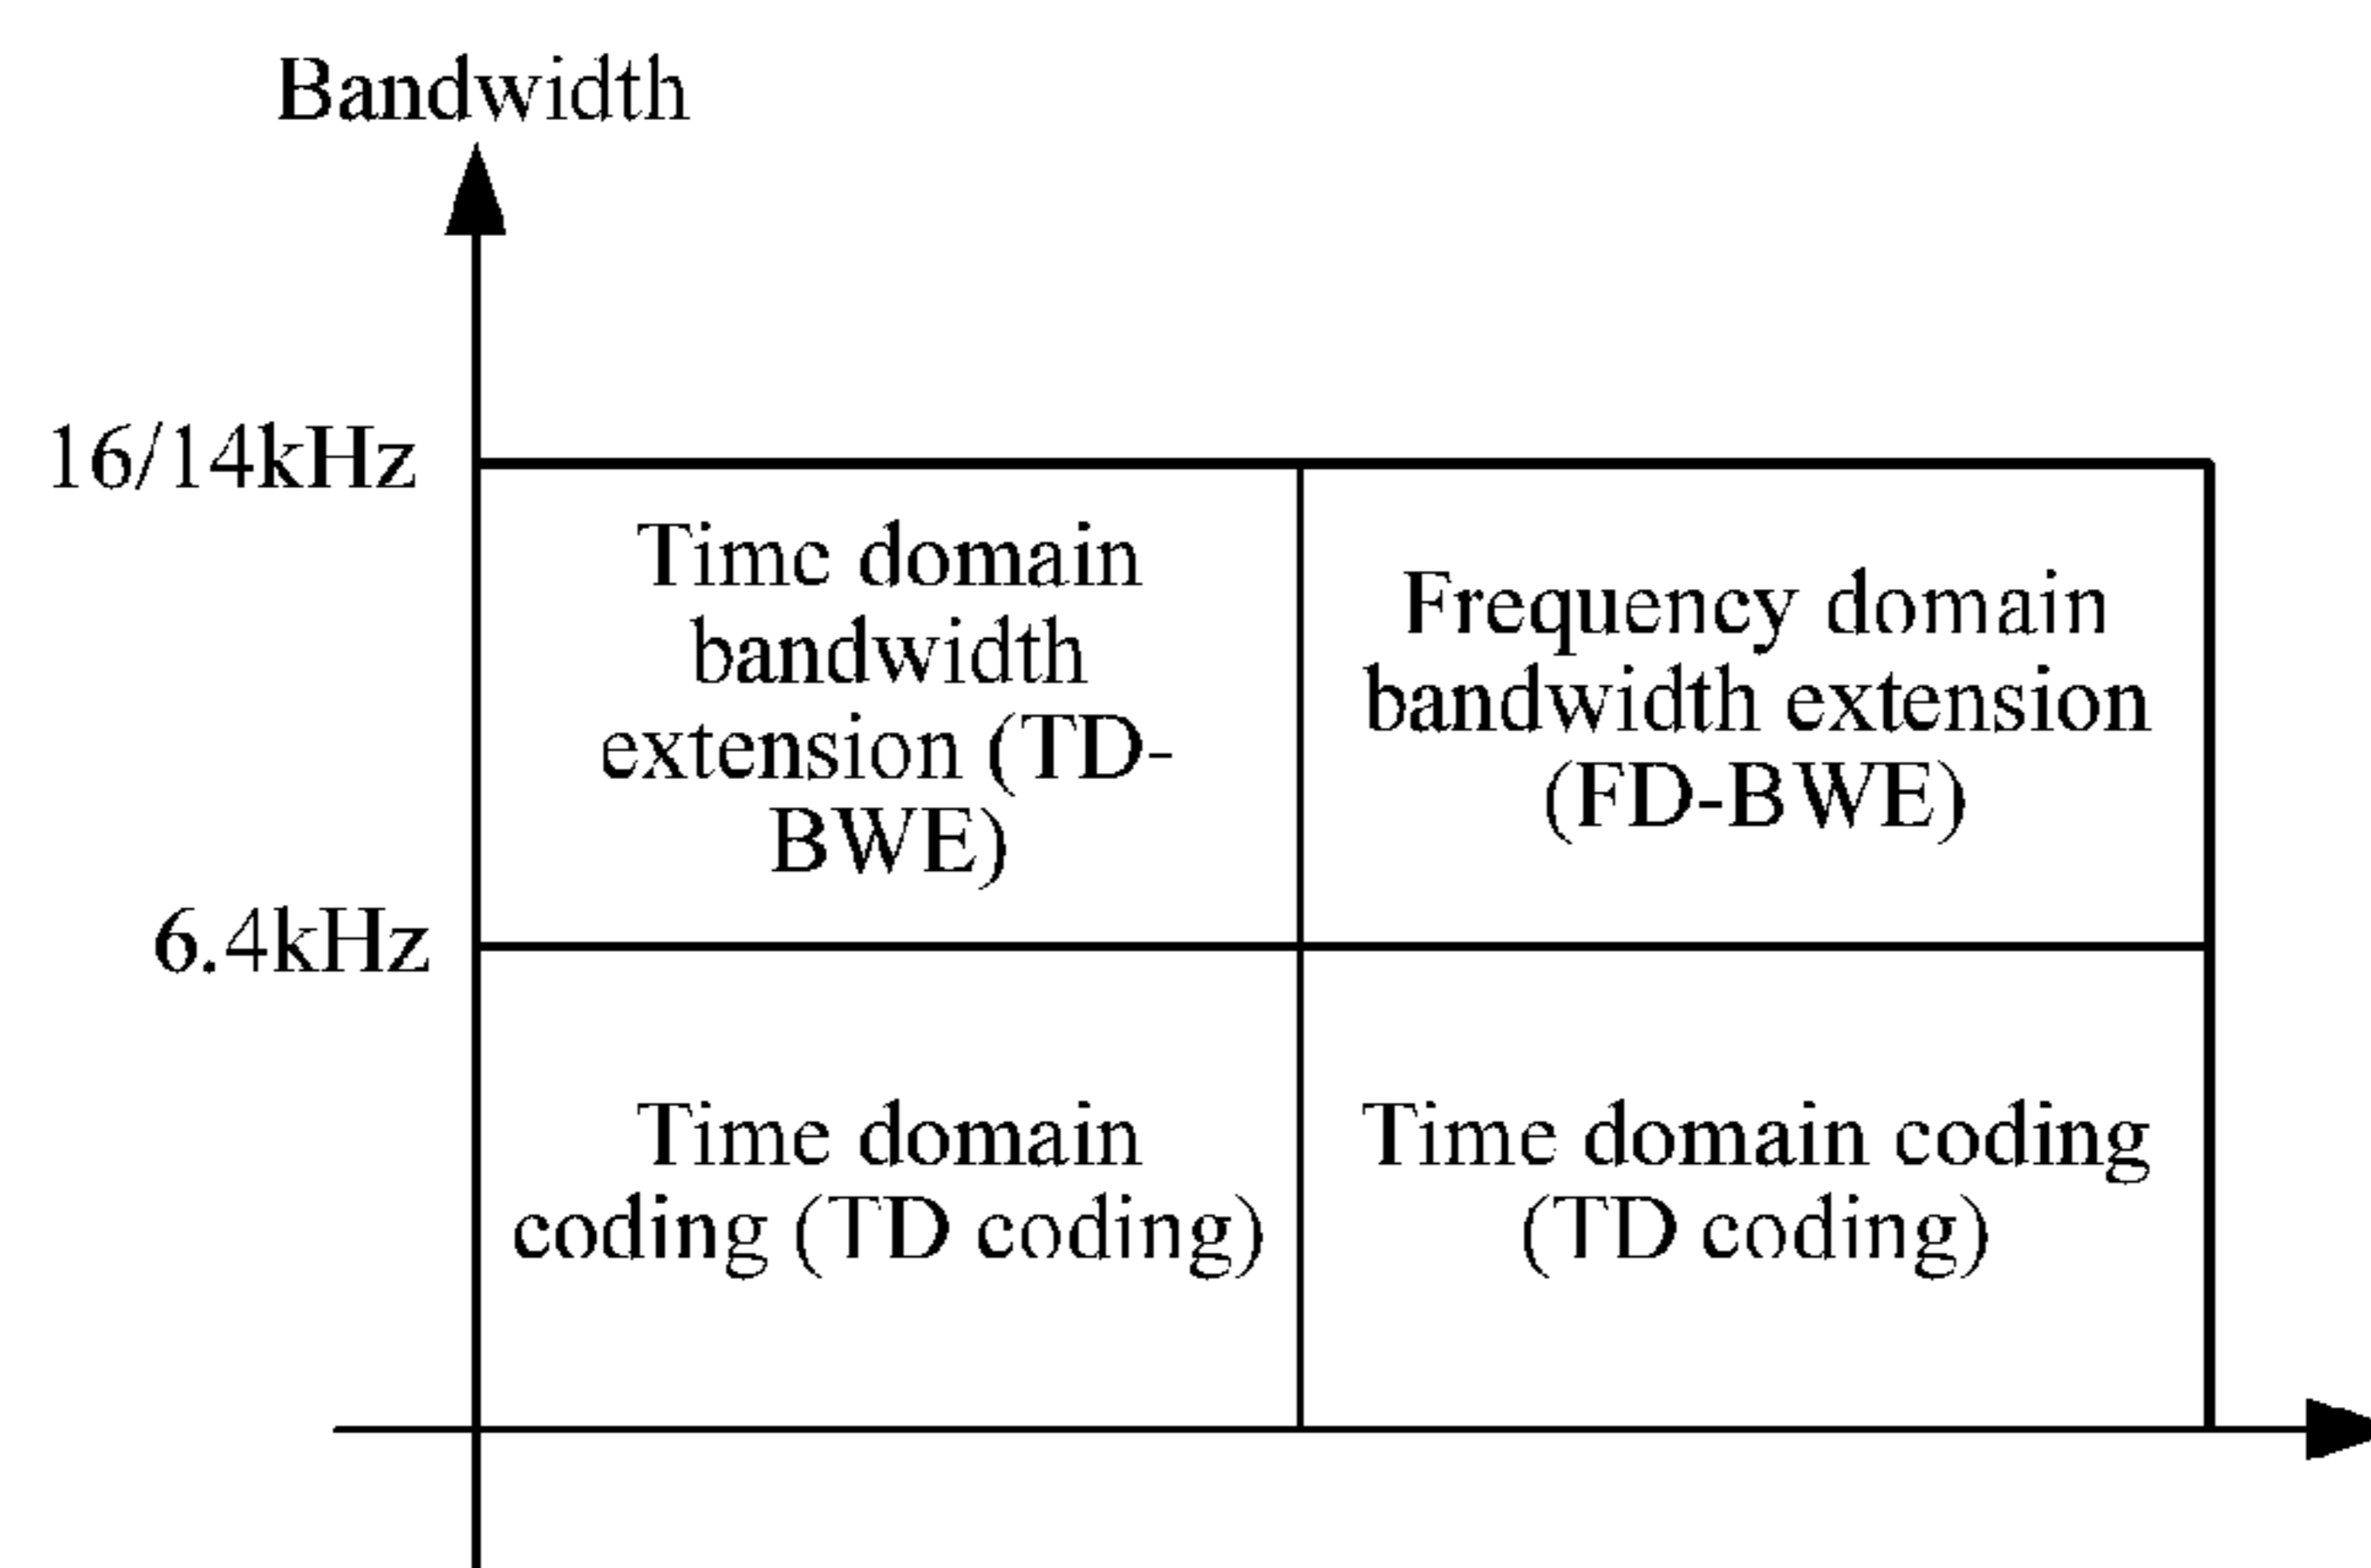 Bandwidth
16/14kHz
Time domain
bandwidth
extension (TD-
BWE)
Frequency domain
bandwidth extension
(FD-BWE)
6.4kHz
Time domain
coding (TD coding)
Time domain coding
(TD coding)